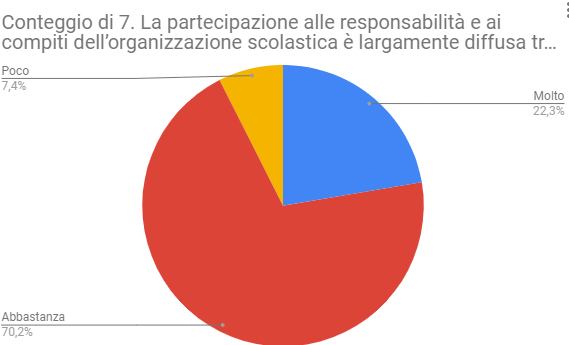 Conteggio di 7. La partecipazione alle responsabilità e ai
compiti dell’organizzazione scolastica è largamente diffusa tr…
Poco
7,4%
Molto
22,3%
Abbastanza
70,2%